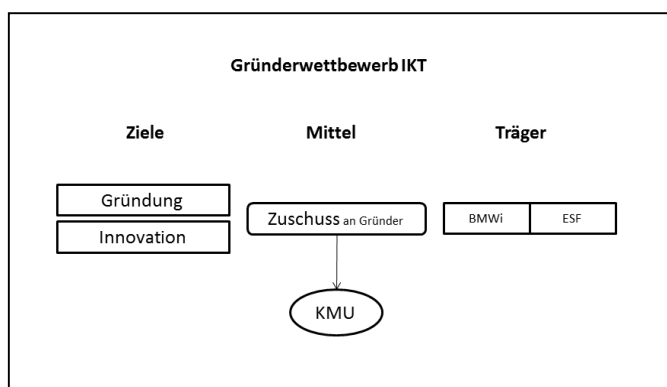 Gründerwettbewerb IKT
Ziele Mittel Träger
Gründung
Innovation
Zuschuss an Gründer
BMWi ESF
KMU